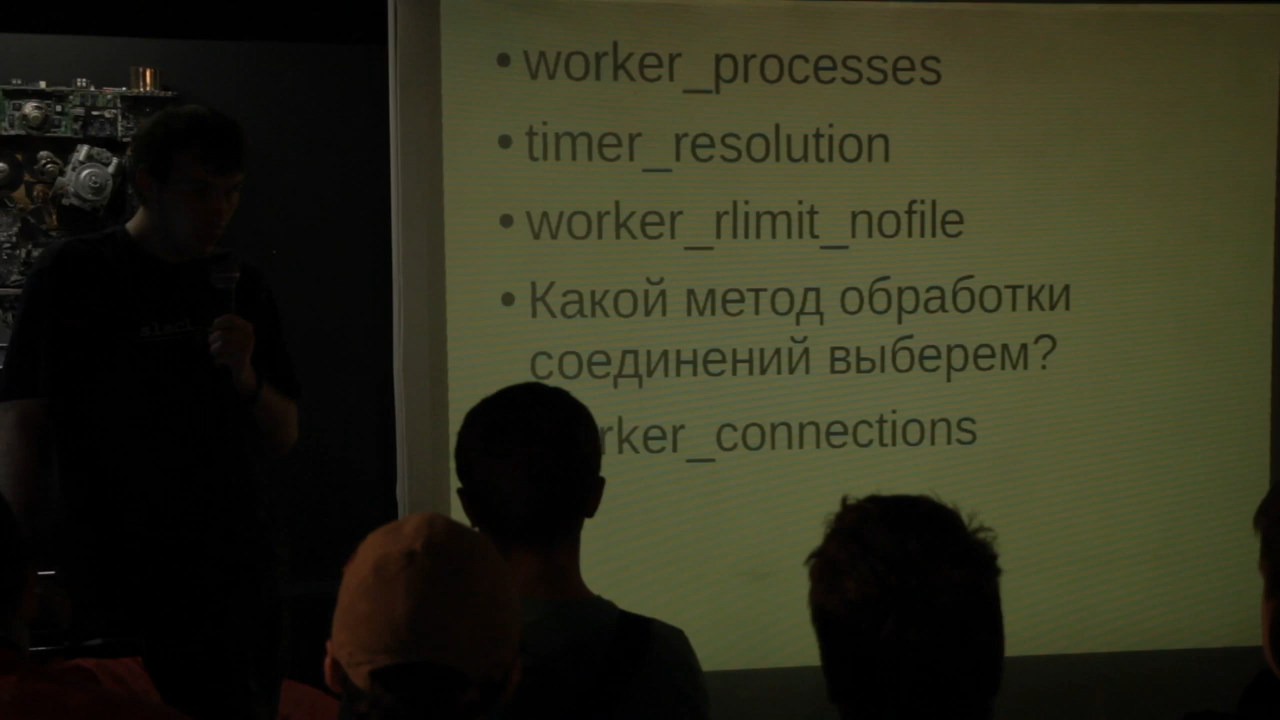 • worker_processes
• timer_resolution
• worker_rlimit_nofile
• Какой метод обработки
соединений выберем?
rker_connections